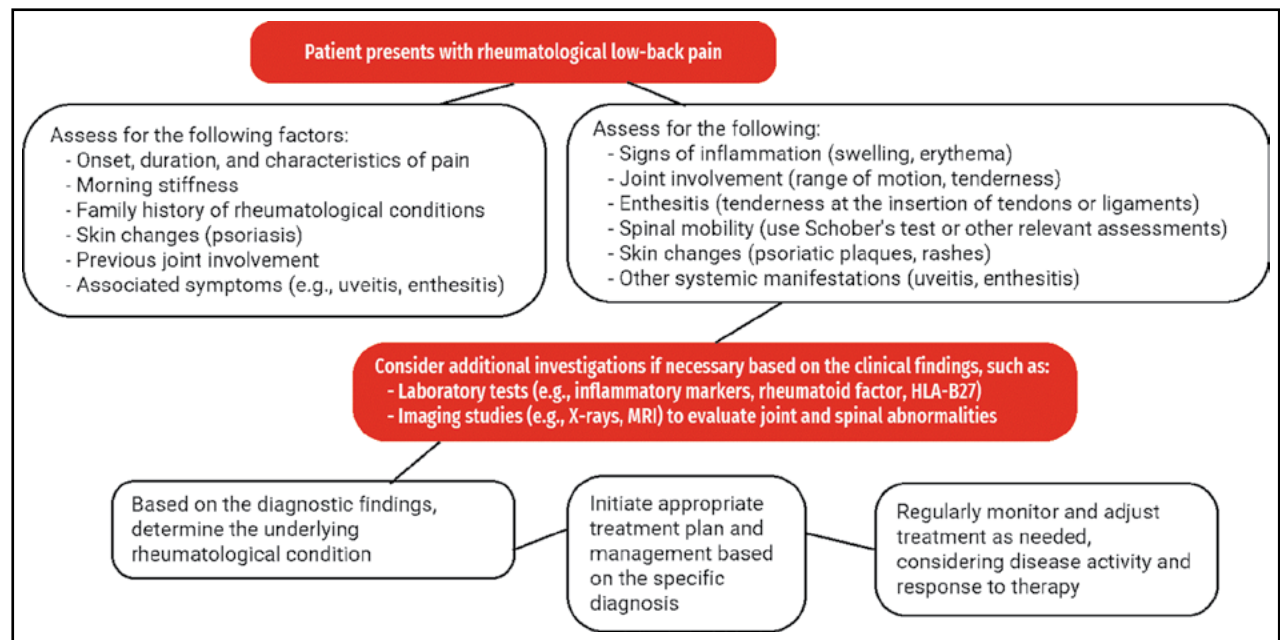 Patient presents with rheumatological low-back pain
Assess for the following factors:
- Onset, duration, and characteristics of pain
- Morning stiffness
- Family history of rheumatological conditions
- Skin changes (psoriasis)
- Previous joint involvement
- Associated symptoms (e.g., uveitis, enthesitis)
Assess for the following:
- Signs of inflammation (swelling, erythema)
- Joint involvement (range of motion, tenderness)
- Enthesitis (tenderness at the insertion of tendons or ligaments)
- Spinal mobility (use Schober's test or other relevant assessments)
- Skin changes (psoriatic plaques, rashes)
- Other systemic manifestations (uveitis, enthesitis)
Consider additional investigations if necessary based on the clinical findings, such as:
- Laboratory tests (e.g., inflammatory markers, rheumatoid factor, HLA-B27)
- Imaging studies (e.g., X-rays, MRI) to evaluate joint and spinal abnormalities
Based on the diagnostic findings,
determine the underlying
rheumatological condition
Initiate appropriate
treatment plan and
management based
on the specific
diagnosis
Regularly monitor and adjust
treatment as needed,
considering disease activity and
response to therapy